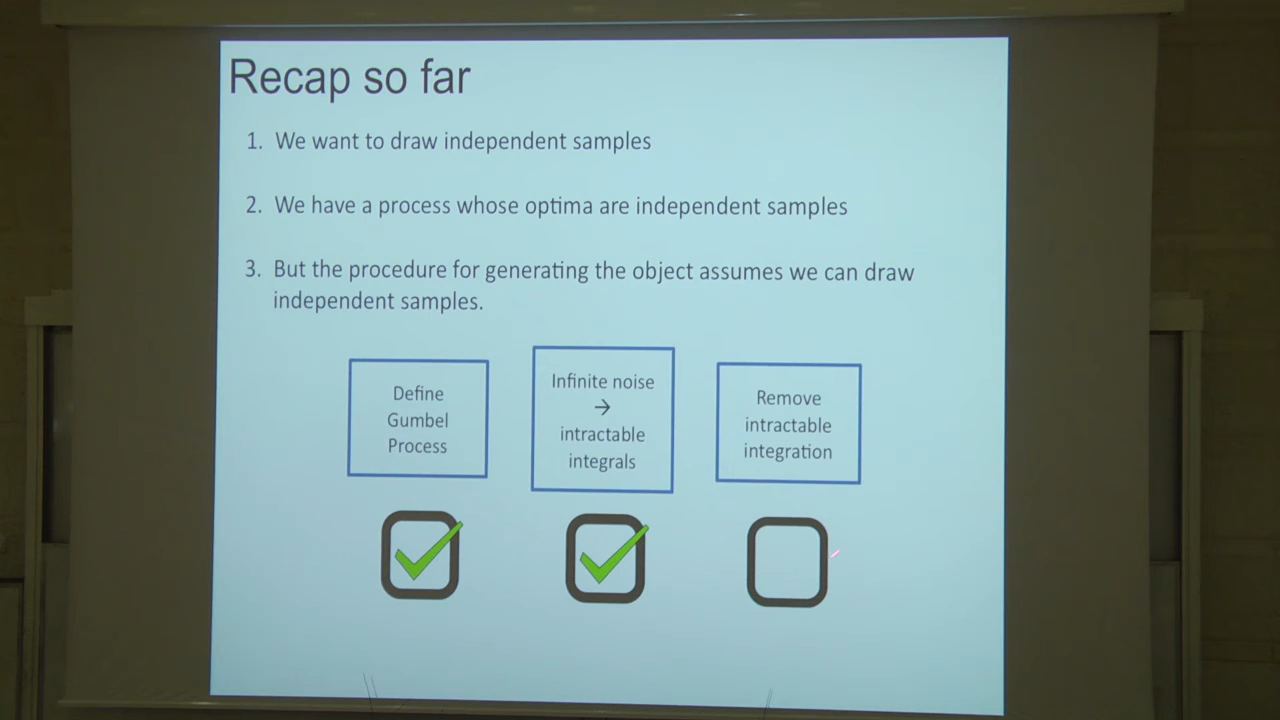 Recap so far
1. We want to draw independent samples
2. We have a process whose optima are independent samples
3. But the procedure for generating the object assumes we can draw
independent samples.
Define
Gumbel
Process
Infinite noise
→
intractable
integrals
Remove
intractable
integration